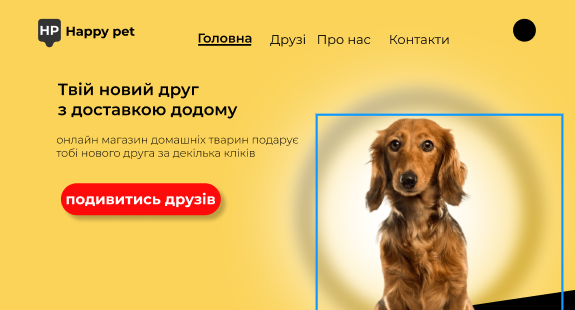 HP Happy pet
Головна Друзі Про нас Контакти
Твій новий друг
з доставкою додому
онлайн магазин домашніх тварин подарує
тобі нового друга за декілька кліків
подивитись друзів